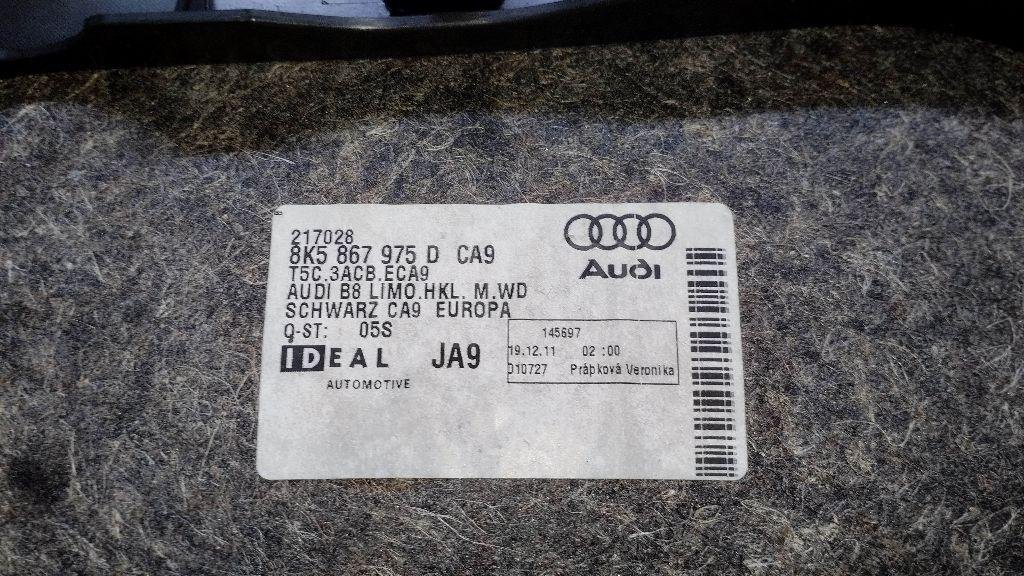 217028
8K5 867 975 D CA9
T5C.3ACB.ECA9
AUDI B8 LIMO.HKL. M.WD
SCHWARZ CA9 EUROPA
Q-ST: 05S
IDEAL JA9
AUTOMOTIVE
Audi
145697
19.12.11 02:00
010727 Prápková Veronika